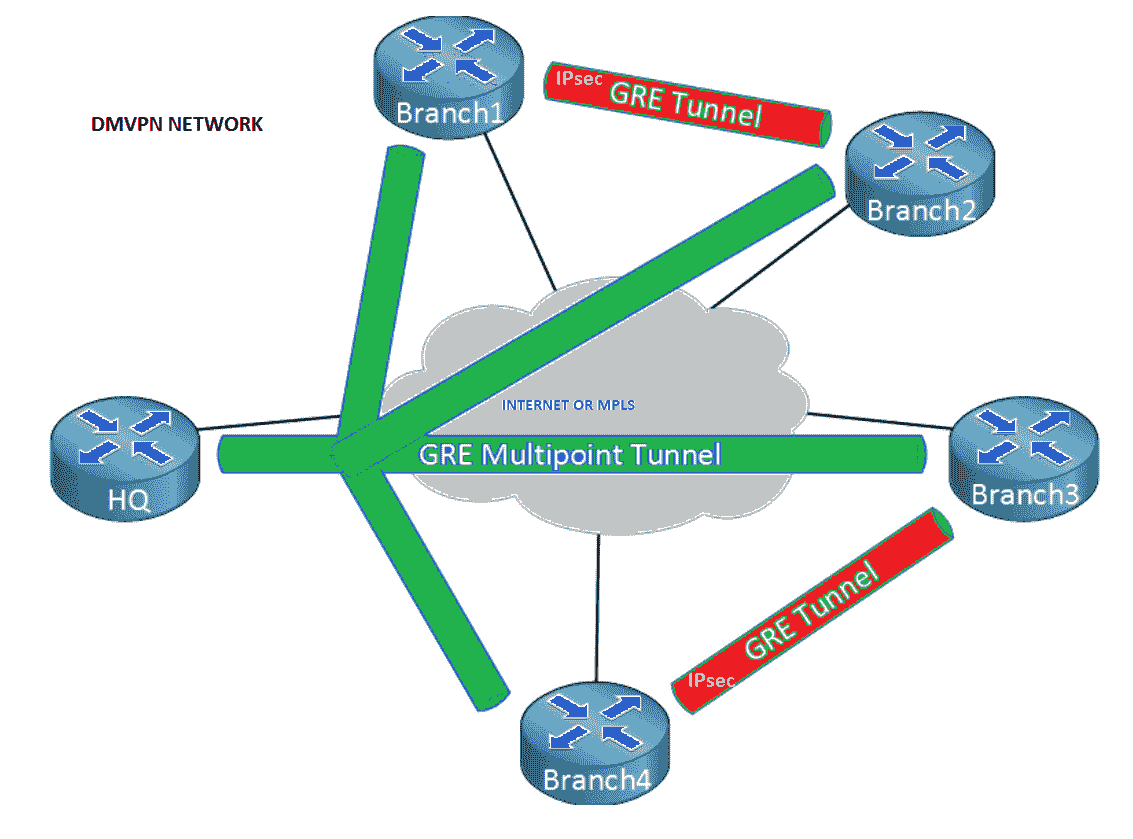 Branch1
IPsec GRE Tunnel
DMVPN NETWORK
Branch2
INTERNET OR MPLS
GRE Multipoint Tunnel
HQ
Branch3
GRE Tunnel
IPsec
Branch4